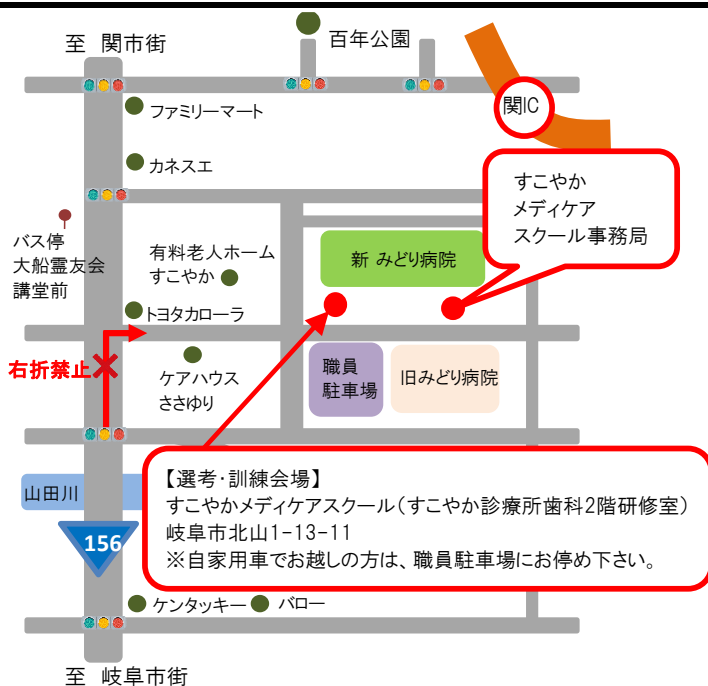 至 関市街
百年公園
関IC
ファミリーマート
カネスエ
すこやか
メディケア
スクール事務局
バス停
大船霊友会
講堂前
有料老人ホーム
すこやか
新 みどり病院
トヨタカローラ
右折禁止
ケアハウス
ささゆり
職員
駐車場
旧みどり病院
山田川
【選考・訓練会場】
すこやかメディケアスクール(すこやか診療所歯科2階研修室)
岐阜市北山1-13-11
※自家用車でお越しの方は、職員駐車場にお停め下さい。
156
ケンタッキー
バロー
至 岐阜市街